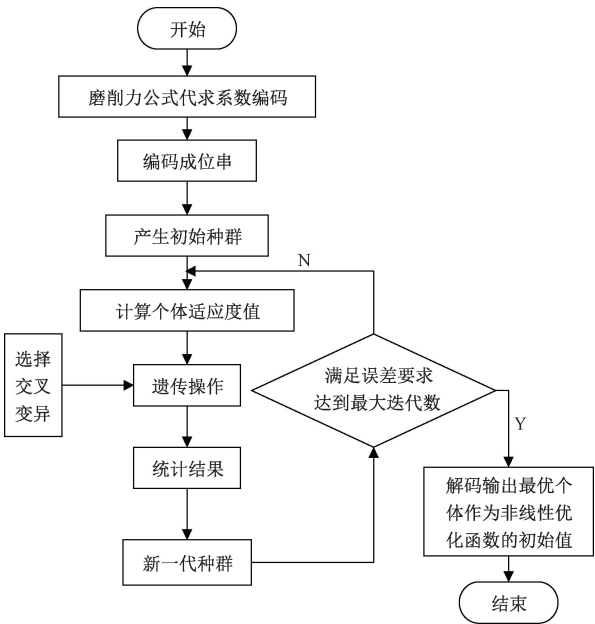 开始
磨削力公式代求系数编码
编码成位串
产生初始种群
N
计算个体适应度值
选择
交叉
变异
遗传操作
满足误差要求
达到最大迭代数
Y
统计结果
解码输出最优个
体作为非线性优
化函数的初始值
新一代种群
结束